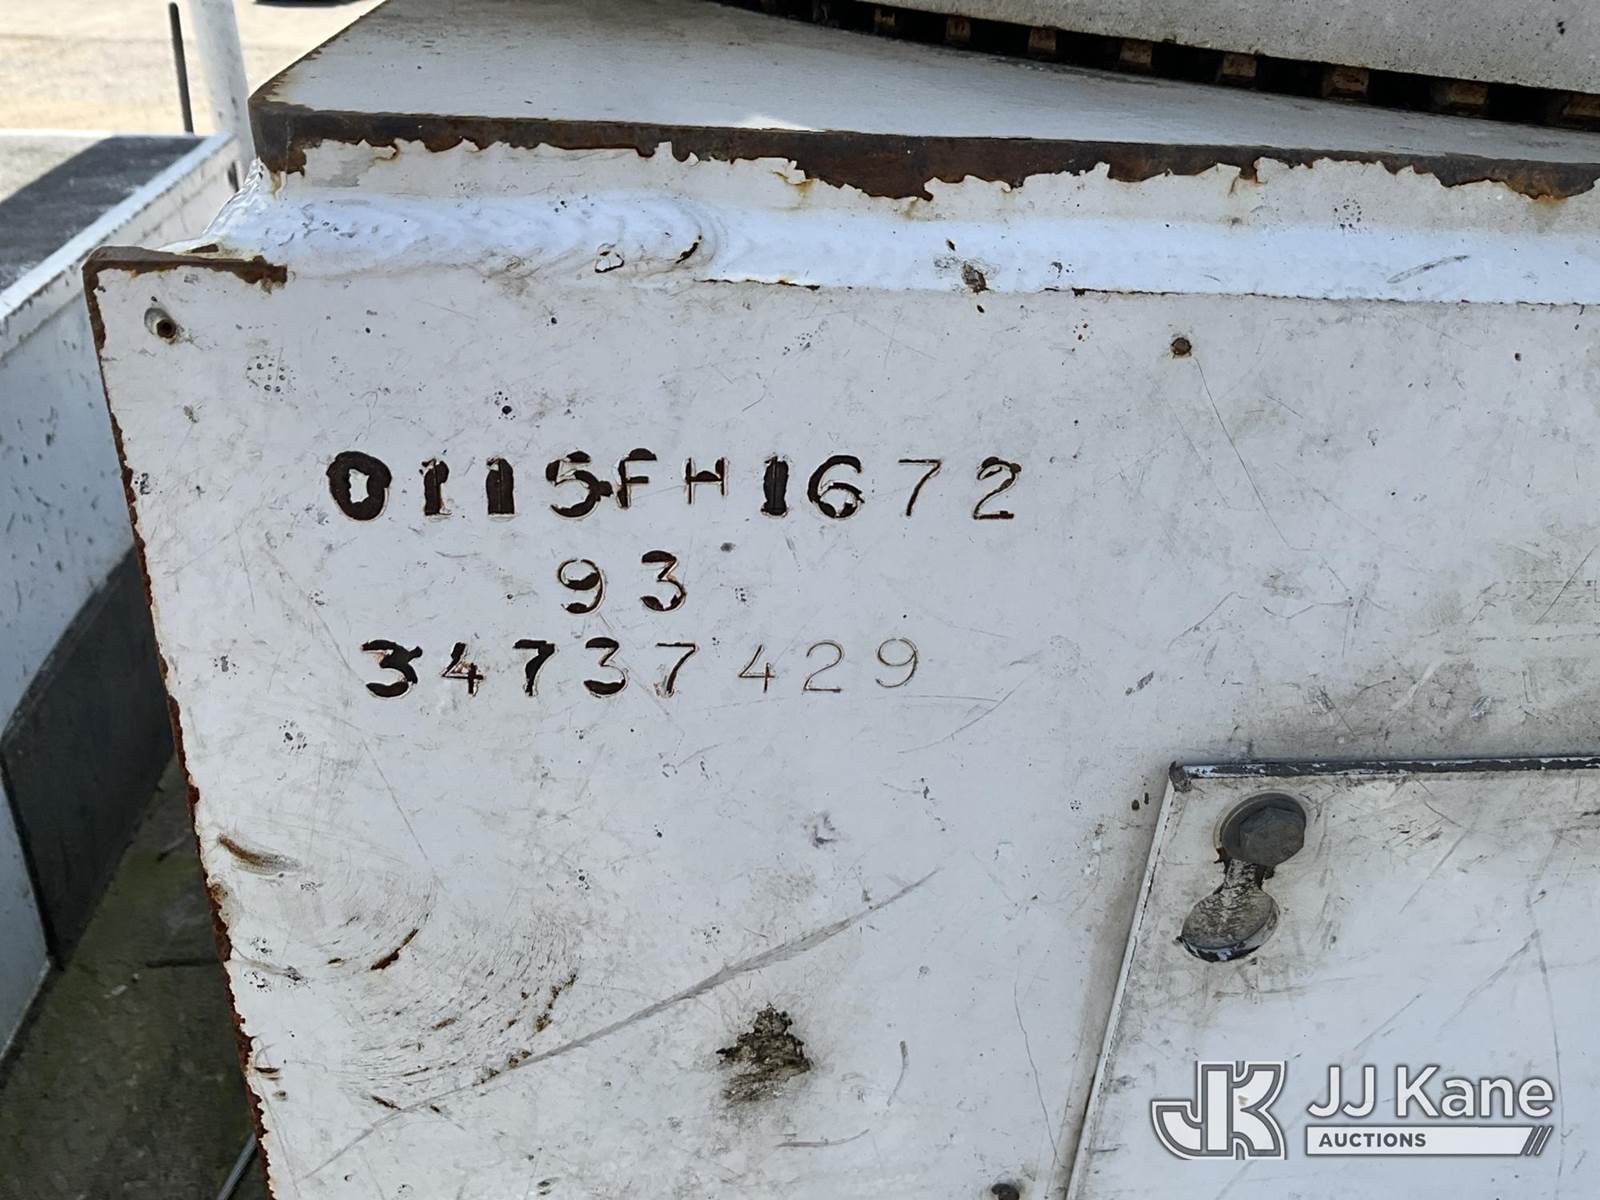 0115FH1672
93
34737429
JJ Kane
AUCTIONS